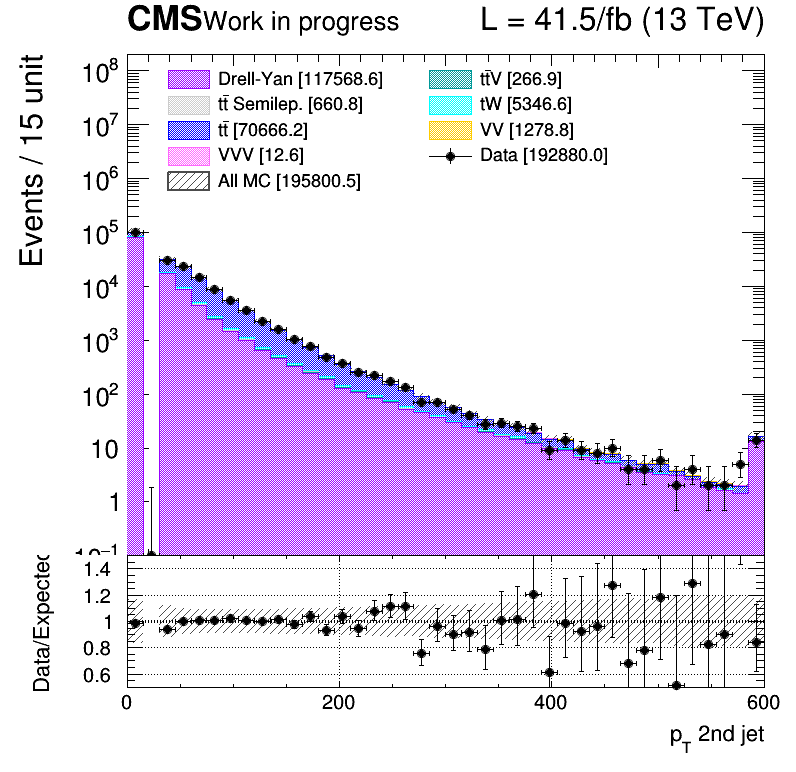 CMS Work in progress L = 41.5/fb (13 TeV)
Events / 15 unit
10^8
10^7
10^6
10^5
10^4
10^3
10^2
10
1
10^-1
Drell-Yan [117568.6]
tt̄ Semilep. [660.8]
tt̄ [70666.2]
VVV [12.6]
All MC [195800.5]
tt̄V [266.9]
tW [5346.6]
VV [1278.8]
Data [192880.0]
Data/Expected
1.4
1.2
1
0.8
0.6
0 200 400 600
p_T 2nd jet